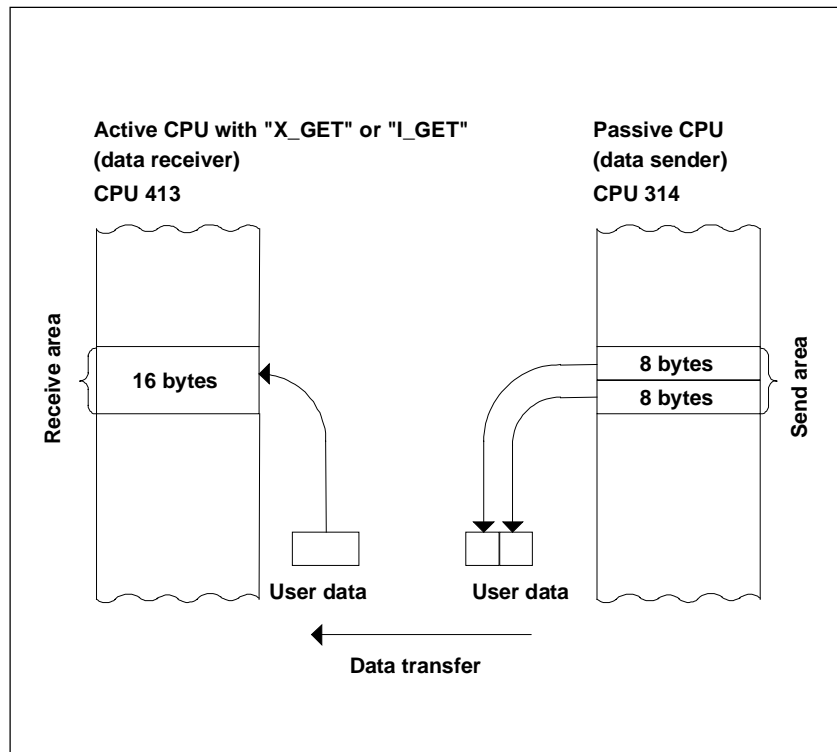 Active CPU with "X_GET" or "I_GET"
(data receiver)
CPU 413
Passive CPU
(data sender)
CPU 314
Receive area
16 bytes
8 bytes
8 bytes
Send area
User data
User data
Data transfer